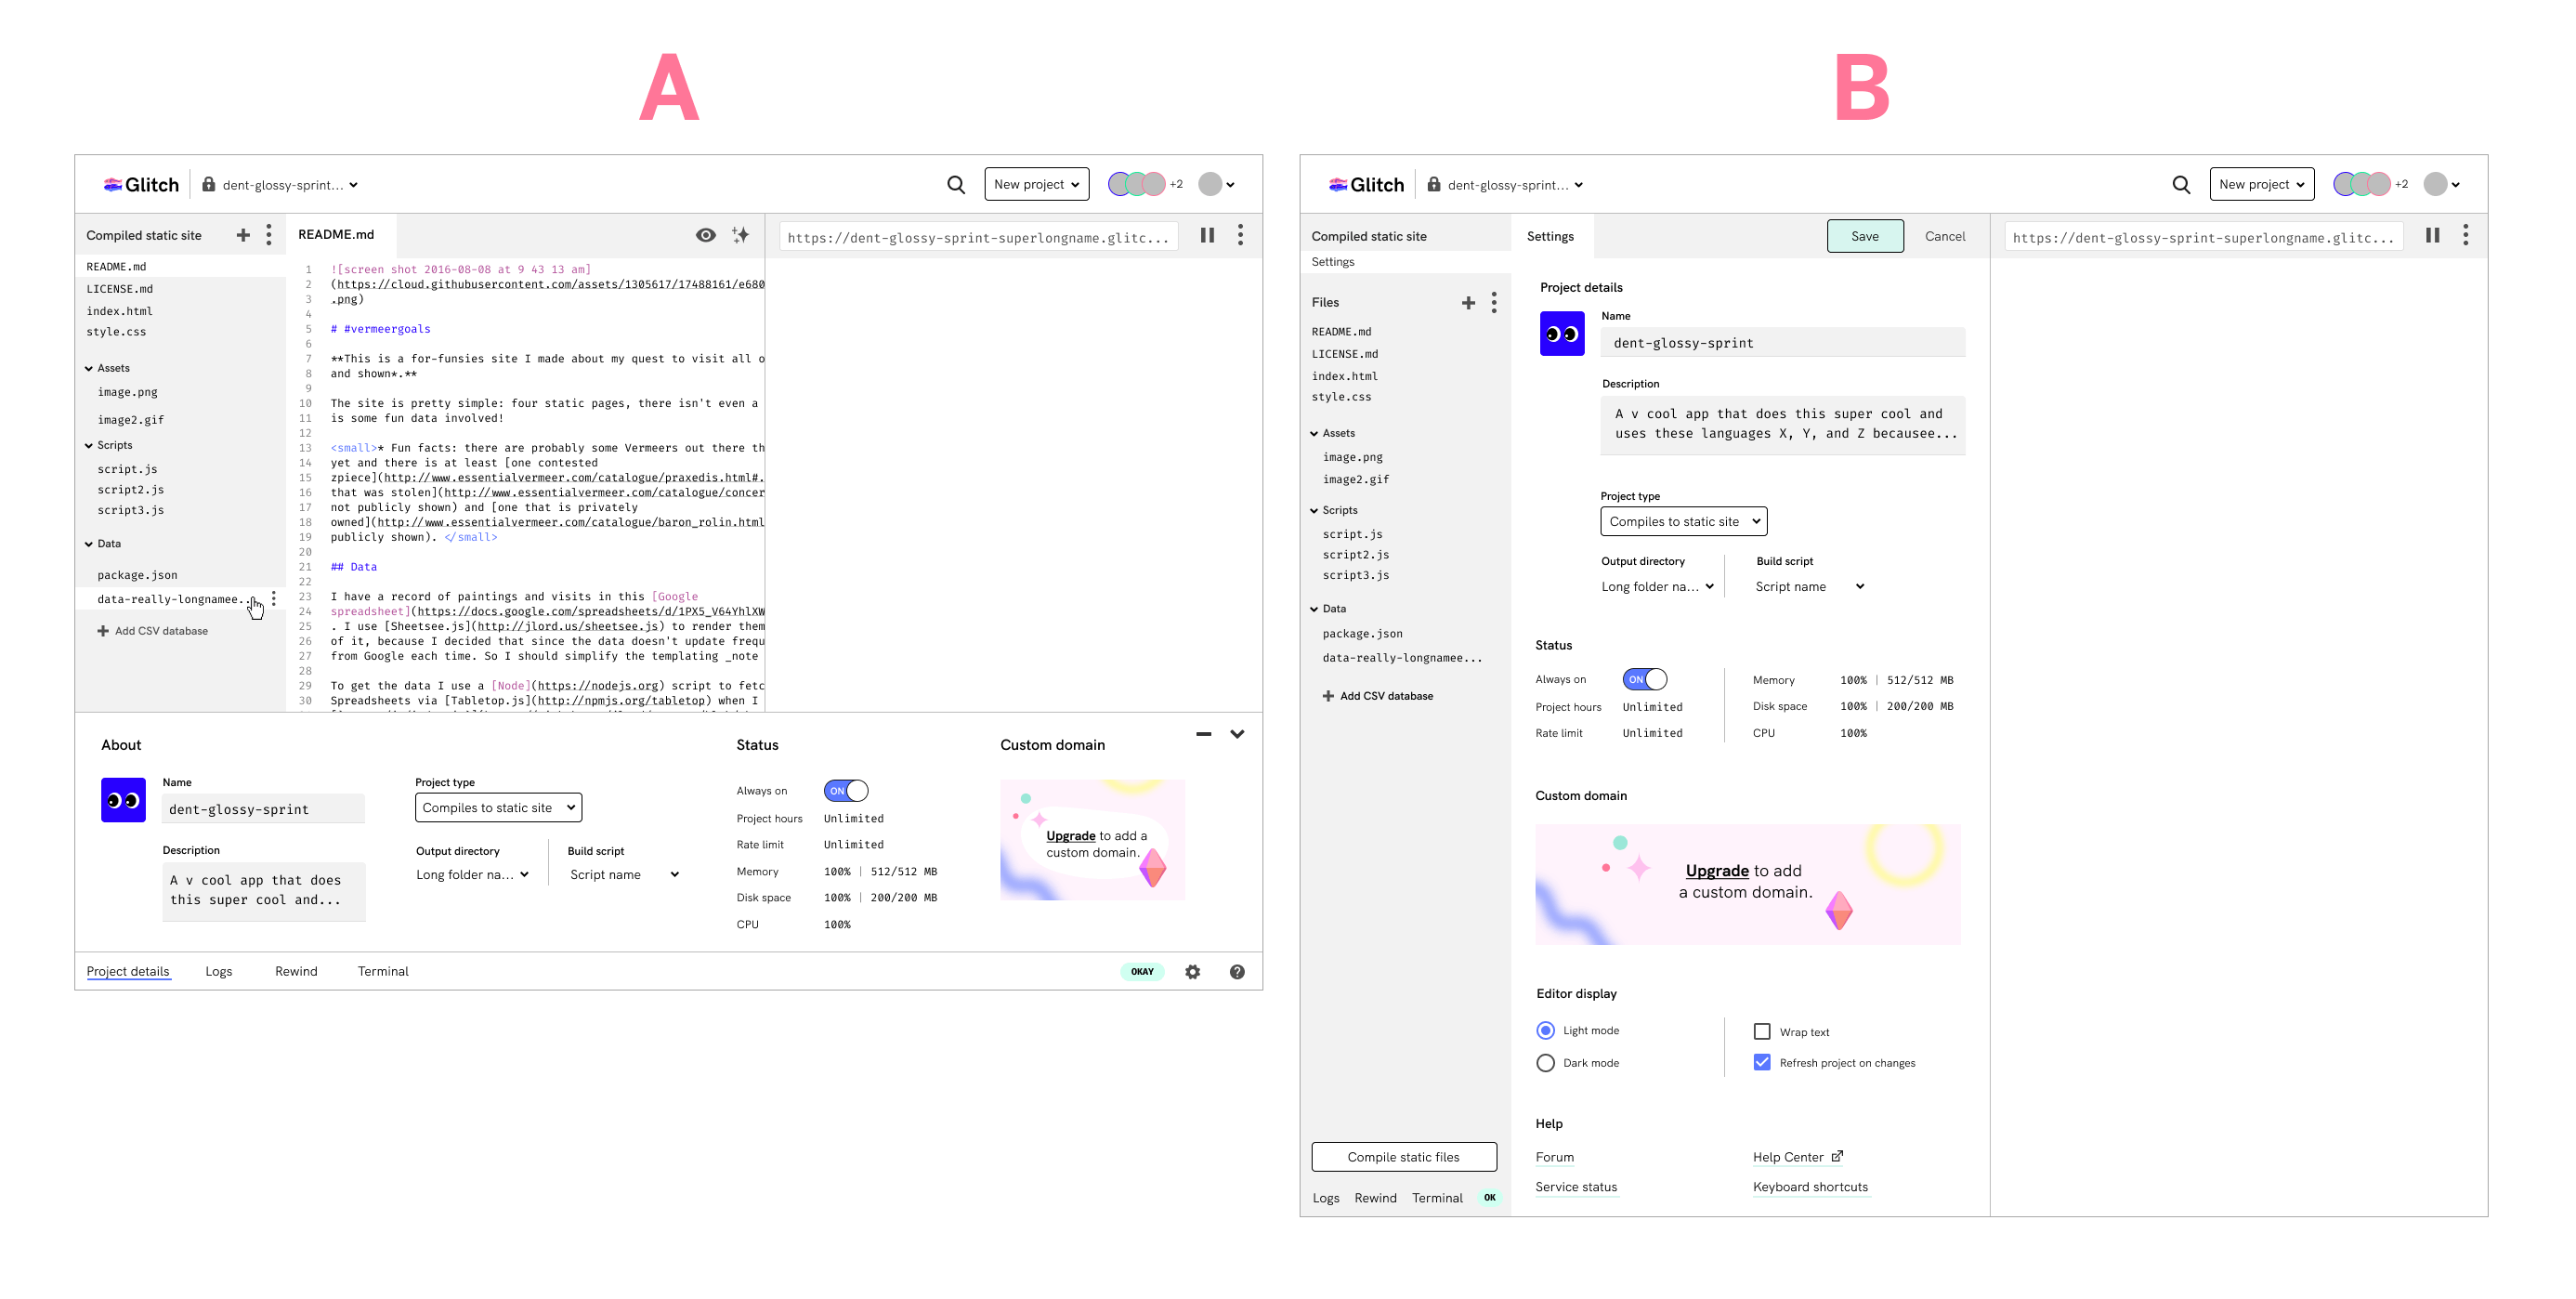 A
Glitch
dent-glossy-sprint...
New project
+2
Compiled static site
README.md
LICENSE.md
index.html
style.css
Assets
image.png
image2.gif
Scripts
script.js
script2.js
script3.js
Data
package.json
data-really-longnamee...
Add CSV database
README.md
https://dent-glossy-sprint-superlongname.glitc...
1 ![screen shot 2016-08-08 at 9 43 13 am]
2 (https://cloud.githubusercontent.com/assets/1305617/17488161/e680
3 .png)
4
5 # #vermeergoals
6
7 **This is a for-funsies site I made about my quest to visit all o
8 and shown*.**
9
10 The site is pretty simple: four static pages, there isn't even a
11 is some fun data involved!
12
13 <small>* Fun facts: there are probably some Vermeers out there th
14 yet and there is at least [one contested
15 zpiece](http://www.essentialvermeer.com/catalogue/praxedis.html#.
16 that was stolen](http://www.essentialvermeer.com/catalogue/concer
17 not publicly shown) and [one that is privately
18 owned](http://www.essentialvermeer.com/catalogue/baron_rolin.html
19 publicly shown). </small>
20
21 ## Data
22
23 I have a record of paintings and visits in this [Google
24 spreadsheet](https://docs.google.com/spreadsheets/d/1PX5_V64YhlXW
25 . I use [Sheetsee.js](http://jlord.us/sheetsee.js) to render them
26 of it, because I decided that since the data doesn't update frequ
27 from Google each time. So I should simplify the templating _note
28
29 To get the data I use a [Node](https://nodejs.org) script to fetc
30 Spreadsheets via [Tabletop.js](http://npmjs.org/tabletop) when I
About
Name
dent-glossy-sprint
Description
A v cool app that does
this super cool and...
Project type
Compiles to static site
Output directory
Long folder na...
Build script
Script name
Status
Always on ON
Project hours Unlimited
Rate limit Unlimited
Memory 100% | 512/512 MB
Disk space 100% | 200/200 MB
CPU 100%
Custom domain
Upgrade to add a
custom domain.
Project details Logs Rewind Terminal
OKAY
?
B
Glitch
dent-glossy-sprint...
New project
+2
Compiled static site
Settings
Files
README.md
LICENSE.md
index.html
style.css
Assets
image.png
image2.gif
Scripts
script.js
script2.js
script3.js
Data
package.json
data-really-longnamee...
Add CSV database
Compile static files
Logs Rewind Terminal OK
Settings
Save
Cancel
https://dent-glossy-sprint-superlongname.glitc...
Project details
Name
dent-glossy-sprint
Description
A v cool app that does this super cool and
uses these languages X, Y, and Z becausee...
Project type
Compiles to static site
Output directory
Long folder na...
Build script
Script name
Status
Always on ON
Project hours Unlimited
Rate limit Unlimited
Memory 100% | 512/512 MB
Disk space 100% | 200/200 MB
CPU 100%
Custom domain
Upgrade to add
a custom domain.
Editor display
Light mode
Dark mode
Wrap text
Refresh project on changes
Help
Forum
Service status
Help Center
Keyboard shortcuts